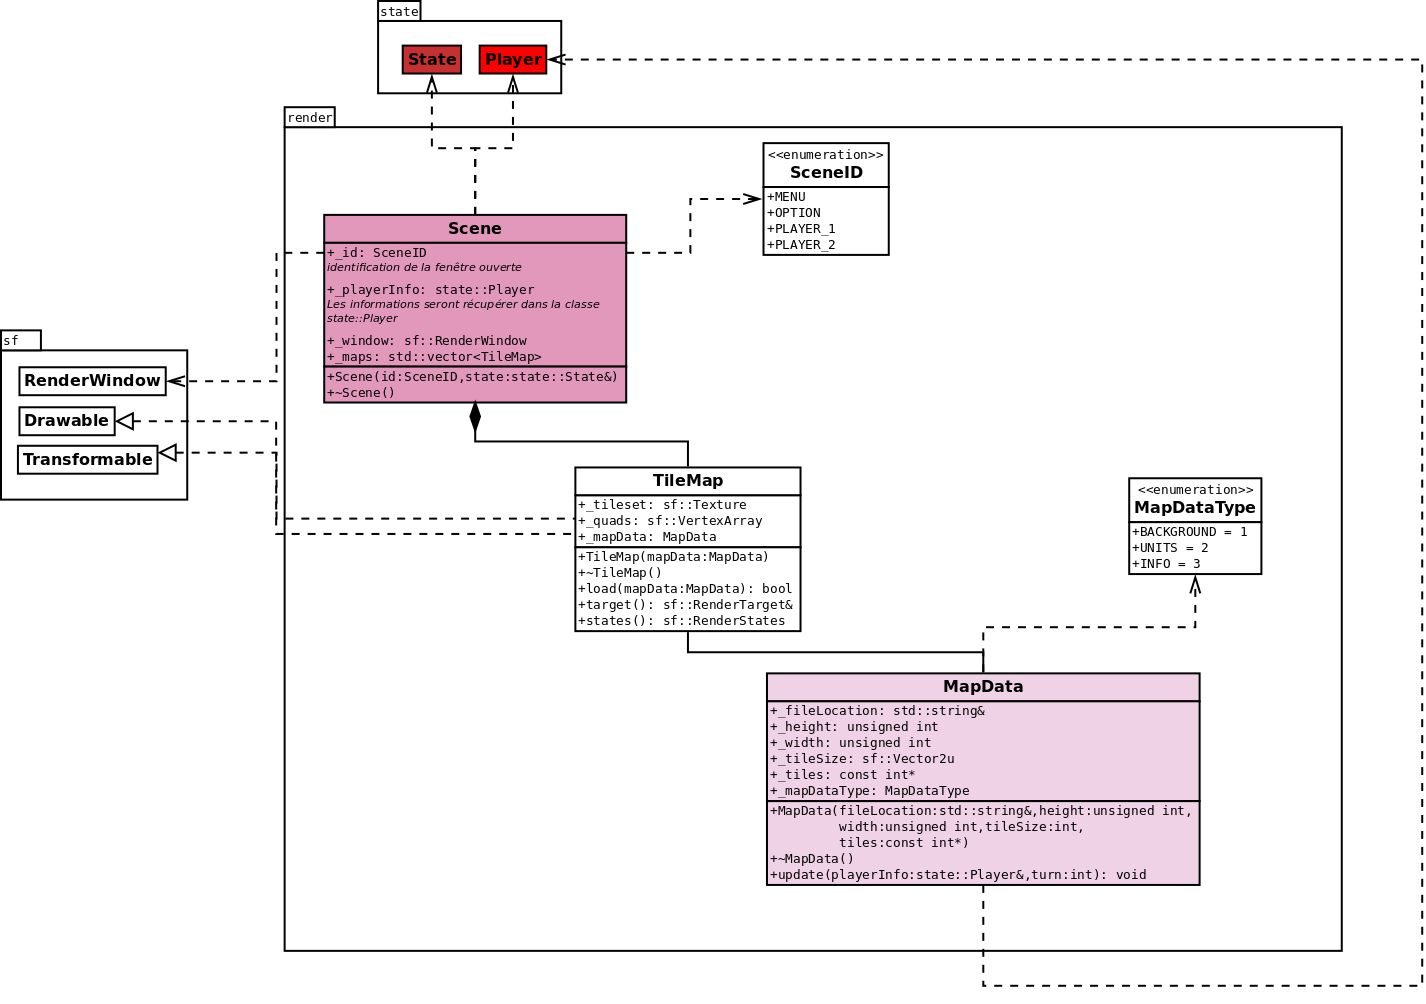 state
State
Player
render
<<enumeration>>
SceneID
+MENU
+OPTION
+PLAYER_1
+PLAYER_2
Scene
+_id: SceneID
identification de la fenêtre ouverte
+_playerInfo: state::Player
Les informations seront récupérer dans la classe
state::Player
+_window: sf::RenderWindow
+_maps: std::vector<TileMap>
+Scene(id:SceneID,state:state::State&)
+~Scene()
sf
RenderWindow
Drawable
Transformable
TileMap
+_tileset: sf::Texture
+_quads: sf::VertexArray
+_mapData: MapData
+TileMap(mapData:MapData)
+~TileMap()
+load(mapData:MapData): bool
+target(): sf::RenderTarget&
+states(): sf::RenderStates
<<enumeration>>
MapDataType
+BACKGROUND = 1
+UNITS = 2
+INFO = 3
MapData
+_fileLocation: std::string&
+_height: unsigned int
+_width: unsigned int
+_tileSize: sf::Vector2u
+_tiles: const int*
+_mapDataType: MapDataType
+MapData(fileLocation:std::string&,height:unsigned int,
width:unsigned int,tileSize:int,
tiles:const int*)
+~MapData()
+update(playerInfo:state::Player&,turn:int): void